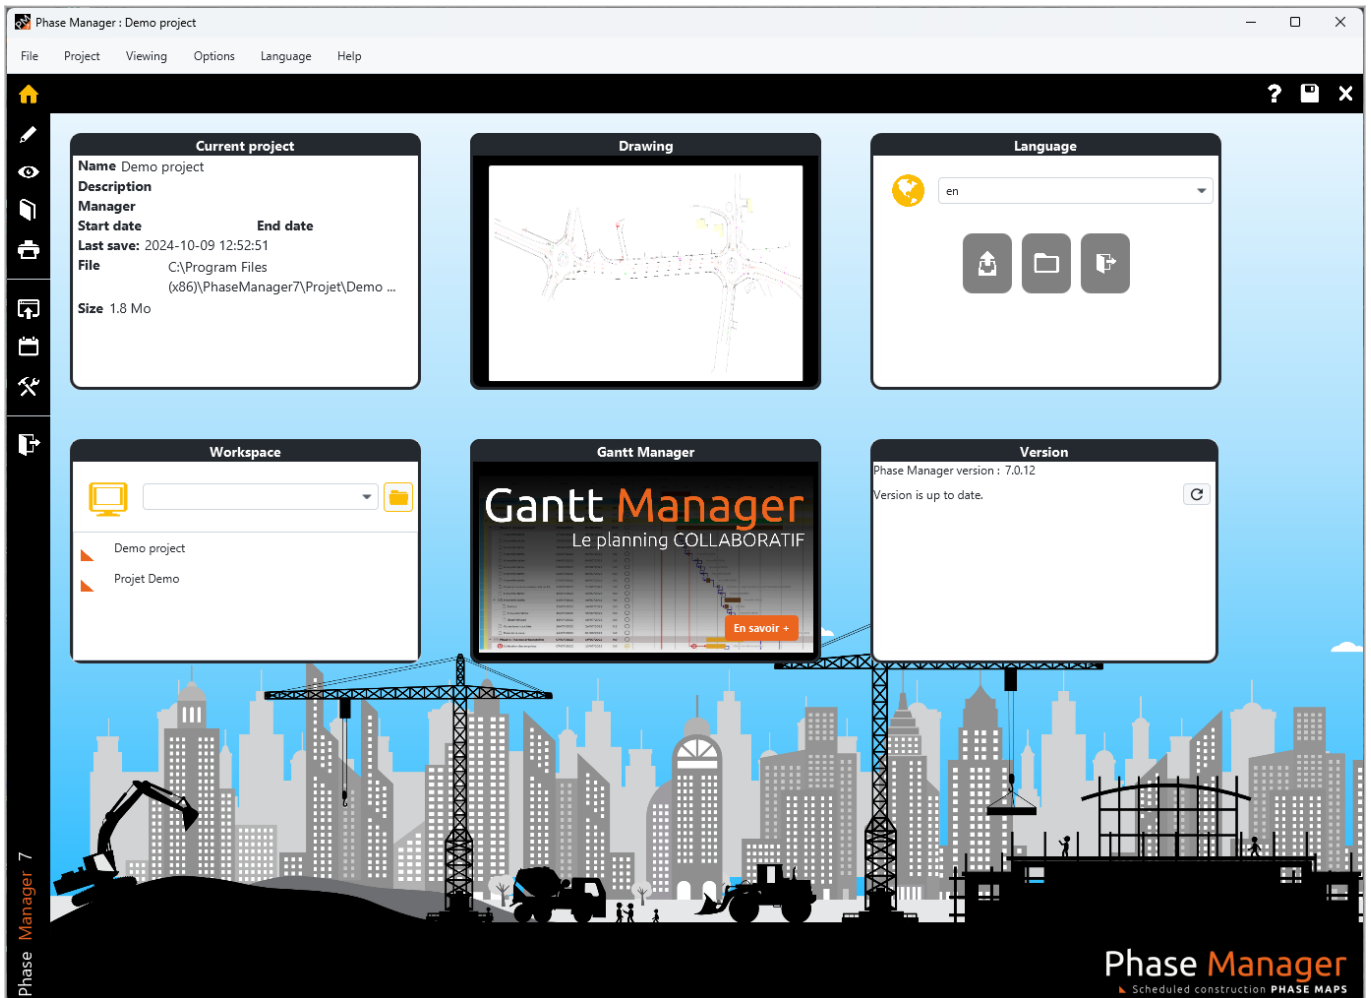 Phase Manager : Demo project
File Project Viewing Options Language Help
Current project
Name Demo project
Description
Manager
Start date End date
Last save: 2024-10-09 12:52:51
File C:\Program Files
(x86)\PhaseManager7\Projet\Demo ...
Size 1.8 Mo
Drawing
Language
en
Workspace
Demo project
Projet Demo
Gantt Manager
Gantt Manager
Le planning COLLABORATIF
En savoir +
Version
Phase Manager version : 7.0.12
Version is up to date.
Phase Manager 7
Phase Manager
Scheduled construction PHASE MAPS